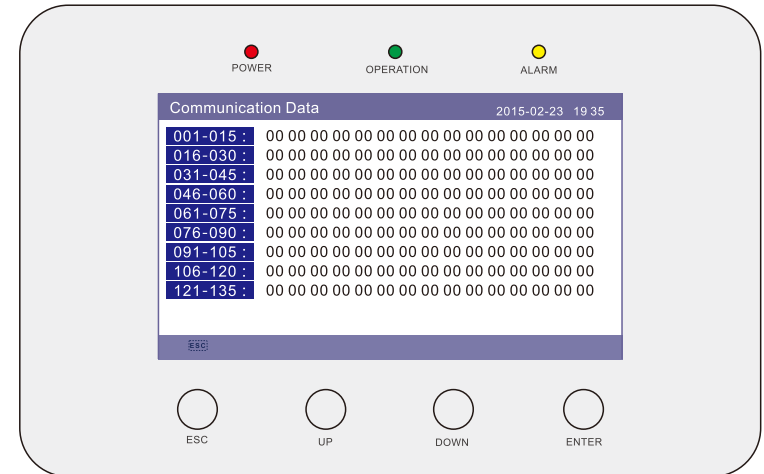 POWER OPERATION ALARM
Communication Data 2015-02-23 19 35
001-015 : 00 00 00 00 00 00 00 00 00 00 00 00 00 00 00
016-030 : 00 00 00 00 00 00 00 00 00 00 00 00 00 00 00
031-045 : 00 00 00 00 00 00 00 00 00 00 00 00 00 00 00
046-060 : 00 00 00 00 00 00 00 00 00 00 00 00 00 00 00
061-075 : 00 00 00 00 00 00 00 00 00 00 00 00 00 00 00
076-090 : 00 00 00 00 00 00 00 00 00 00 00 00 00 00 00
091-105 : 00 00 00 00 00 00 00 00 00 00 00 00 00 00 00
106-120 : 00 00 00 00 00 00 00 00 00 00 00 00 00 00 00
121-135 : 00 00 00 00 00 00 00 00 00 00 00 00 00 00 00
ESC
ESC UP DOWN ENTER